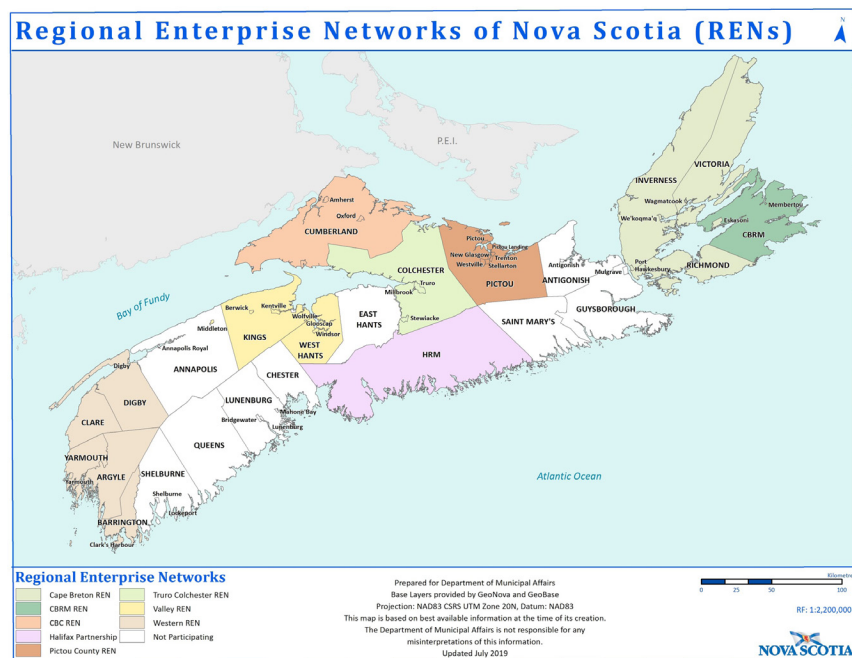 Regional Enterprise Networks of Nova Scotia (RENs)
N
New Brunswick
P.E.I.
VICTORIA
INVERNESS
Wagmatcook
Membertou
We'koqma'q
Eskasoni
CBRM
Port Hawkesbury
RICHMOND
Amherst
Oxford
CUMBERLAND
Pictou
Pictou Landing
New Glasgow
Trenton
Westville
Stellarton
PICTOU
COLCHESTER
Truro
Millbrook
Stewiacke
Antigonish
Mulgrave
ANTIGONISH
GUYSBOROUGH
SAINT MARY'S
Bay of Fundy
Berwick
Kentville
Wolfville
Glooscap
Windsor
EAST HANTS
KINGS
WEST HANTS
HRM
Middleton
Annapolis Royal
ANNAPOLIS
CHESTER
Digby
DIGBY
LUNENBURG
Mahone Bay
Bridgewater
Lunenburg
CLARE
QUEENS
YARMOUTH
Yarmouth
ARGYLE
SHELBURNE
Shelburne
Lockeport
BARRINGTON
Clark's Harbour
Atlantic Ocean
Regional Enterprise Networks
Cape Breton REN
CBRM REN
CBC REN
Halifax Partnership
Pictou County REN
Truro Colchester REN
Valley REN
Western REN
Not Participating
Prepared for Department of Municipal Affairs
Base Layers provided by GeoNova and GeoBase
Projection: NAD83 CSRS UTM Zone 20N, Datum: NAD83
This map is based on best available information at the time of its creation.
The Department of Municipal Affairs is not responsible for any
misinterpretations of this information.
Updated July 2019
Kilometre
0 25 50 100
RF: 1:2,200,000
NOVA SCOTIA